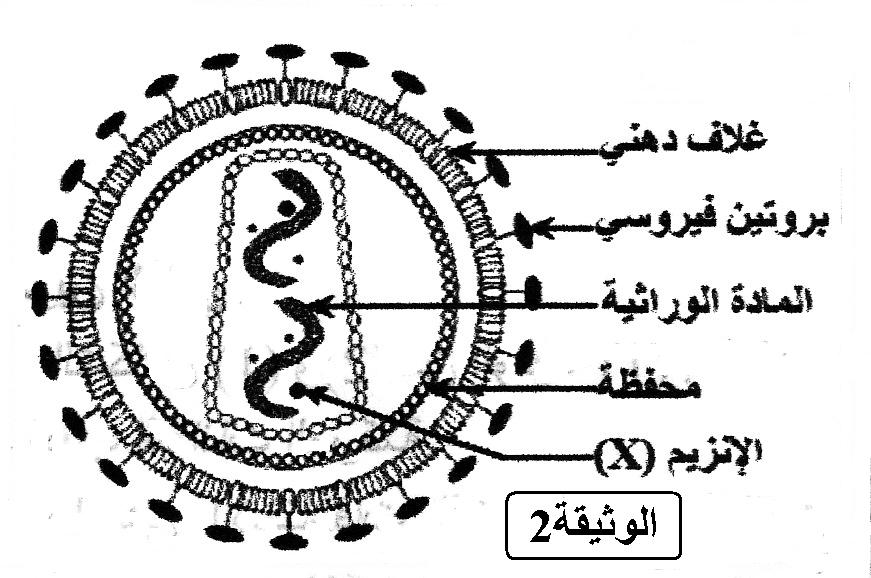 غلاف دهني
بروتين فيروسي
المادة الوراثية
محفظة
الإنزيم (X)
الوثيقة2